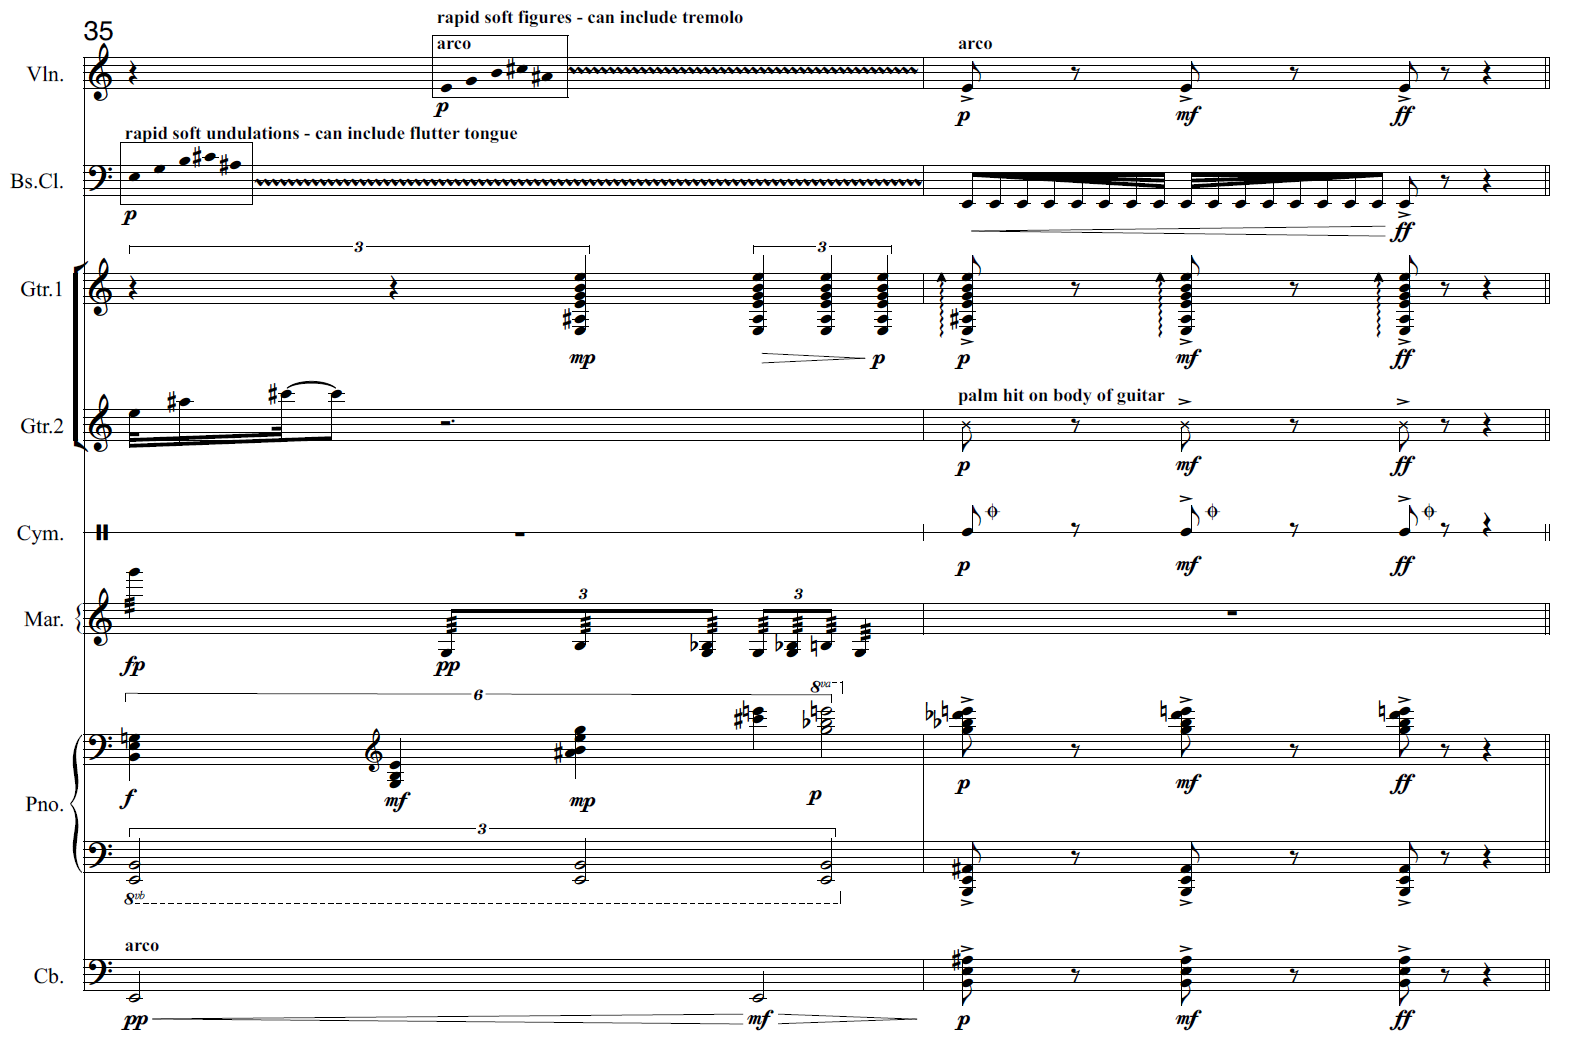 35
rapid soft figures - can include tremolo
arco
arco
Vln.
p
p
mf
ff
rapid soft undulations - can include flutter tongue
Bs.Cl.
p
ff
3
3
Gtr.1
mp
p
p
mf
ff
palm hit on body of guitar
Gtr.2
p
mf
ff
Cym.
p
mf
ff
3
3
Mar.
fp
pp
6
8va
f
mf
mp
p
p
mf
ff
Pno.
3
8vb
arco
Cb.
pp
mf
p
mf
ff